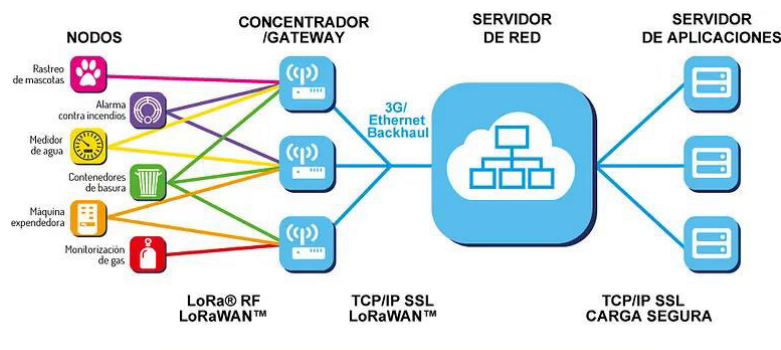 NODOS
CONCENTRADOR
/GATEWAY
SERVIDOR
DE RED
SERVIDOR
DE APLICACIONES
Rastreo
de mascotas
Alarma
contra incendios
Medidor
de agua
Contenedores
de basura
Máquina
expendedora
Monitorización
de gas
3G/
Ethernet
Backhaul
LoRa® RF
LoRaWAN™
TCP/IP SSL
LoRaWAN™
TCP/IP SSL
CARGA SEGURA